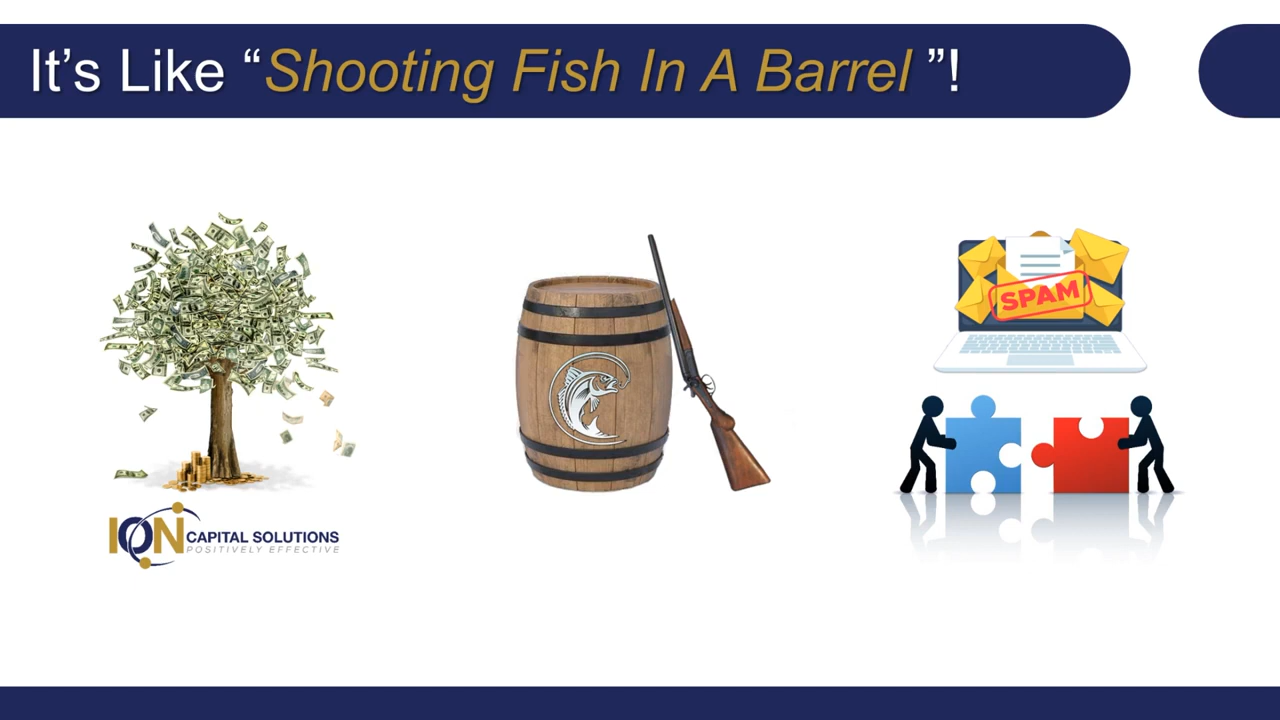 It’s Like “Shooting Fish In A Barrel ”!
SPAM
ION CAPITAL SOLUTIONS
POSITIVELY EFFECTIVE